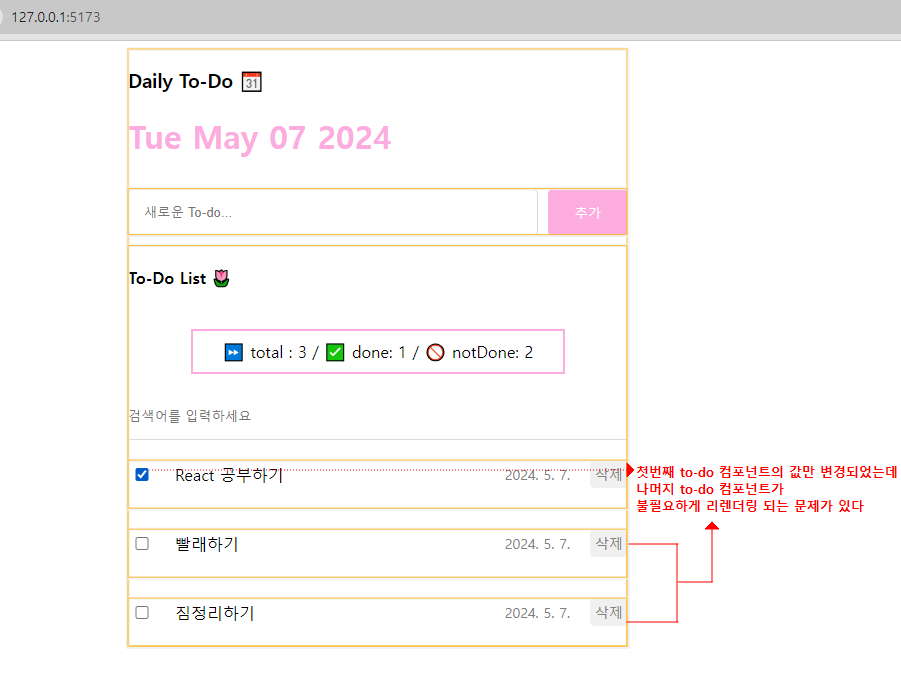 127.0.0.1:5173
Daily To-Do 📅 31
Tue May 07 2024
새로운 To-do...
추가
To-Do List 🌷
⏩ total : 3 / ✅ done: 1 / 🚫 notDone: 2
검색어를 입력하세요
React 공부하기 2024. 5. 7. 삭제
첫번째 to-do 컴포넌트의 값만 변경되었는데
나머지 to-do 컴포넌트가
불필요하게 리렌더링 되는 문제가 있다
빨래하기 2024. 5. 7. 삭제
짐정리하기 2024. 5. 7. 삭제